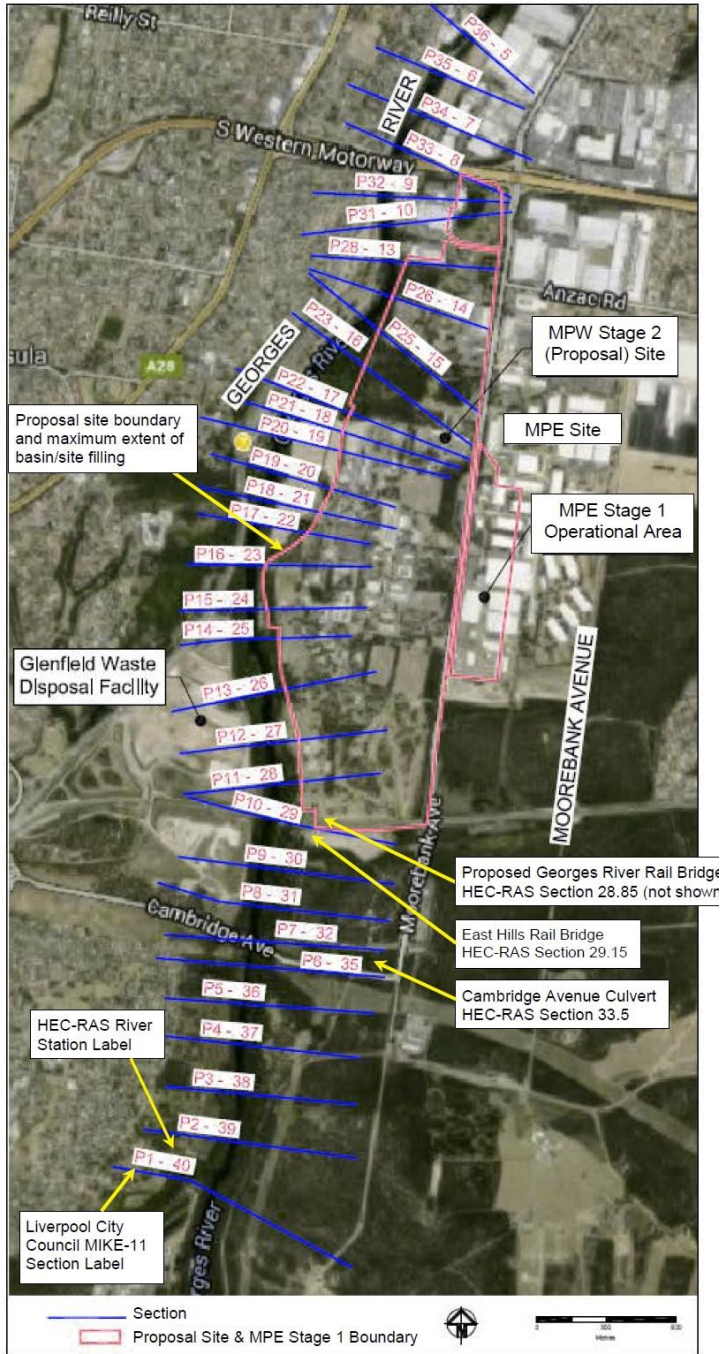 Reilly St
P36 - 5
P35 - 6
P34 - 7
RIVER
P33 - 8
S Western Motorway
P32 - 9
P31 - 10
P28 - 13
Anzac Rd
P26 - 14
P25 - 15
P23 - 16
MPW Stage 2
(Proposal) Site
GEORGES
A28
P22 - 17
P21 - 18
P20 - 19
MPE Site
Proposal site boundary
and maximum extent of
basin/site filling
P19 - 20
P18 - 21
P17 - 22
MPE Stage 1
Operational Area
P16 - 23
P15 - 24
P14 - 25
Glenfield Waste
Disposal Facility
P13 - 26
P12 - 27
MOOREBANK AVENUE
P11 - 28
P10 - 29
Moorebank Ave
P9 - 30
Proposed Georges River Rail Bridge
HEC-RAS Section 28.85 (not shown
P8 - 31
Cambridge Ave
P7 - 32
East Hills Rail Bridge
HEC-RAS Section 29.15
P6 - 35
P5 - 36
Cambridge Avenue Culvert
HEC-RAS Section 33.5
HEC-RAS River
Station Label
P4 - 37
P3 - 38
P2 - 39
P1 - 40
Liverpool City
Council MIKE-11
Section Label
rges River
Section
Proposal Site & MPE Stage 1 Boundary
N